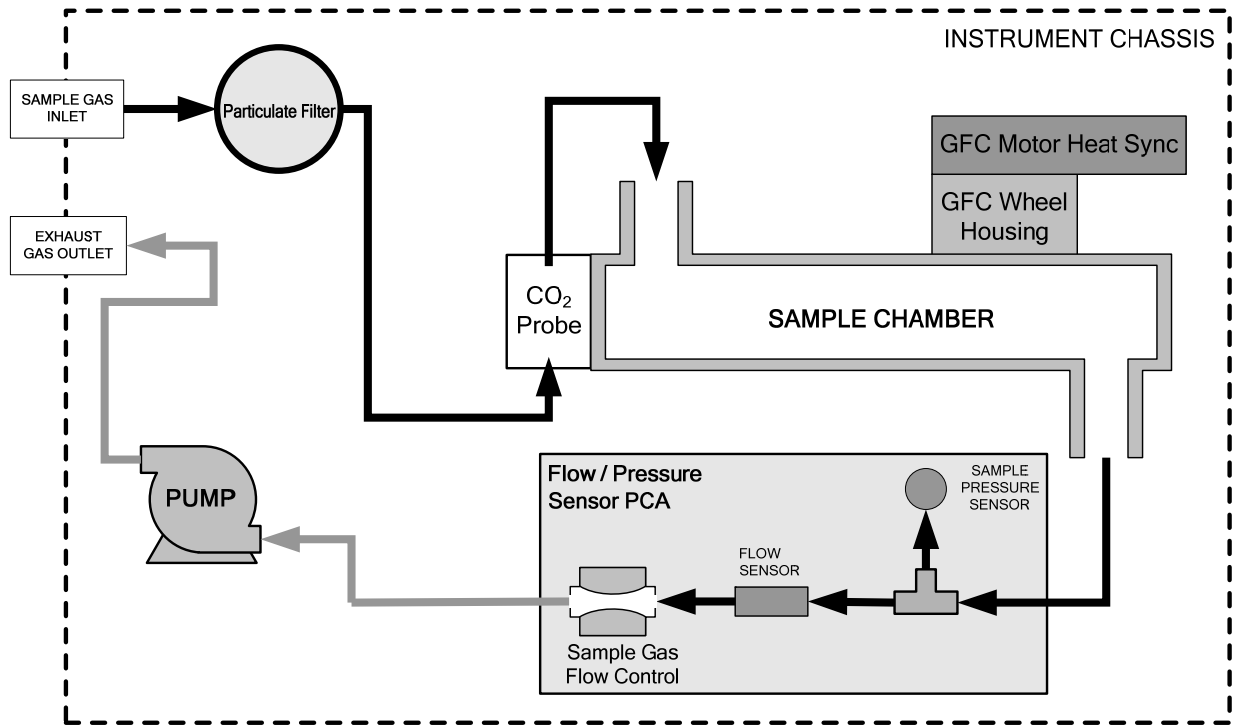 INSTRUMENT CHASSIS
SAMPLE GAS
INLET
Particulate Filter
GFC Motor Heat Sync
GFC Wheel
Housing
EXHAUST
GAS OUTLET
CO₂
Probe
SAMPLE CHAMBER
PUMP
Flow / Pressure
Sensor PCA
SAMPLE
PRESSURE
SENSOR
FLOW
SENSOR
Sample Gas
Flow Control